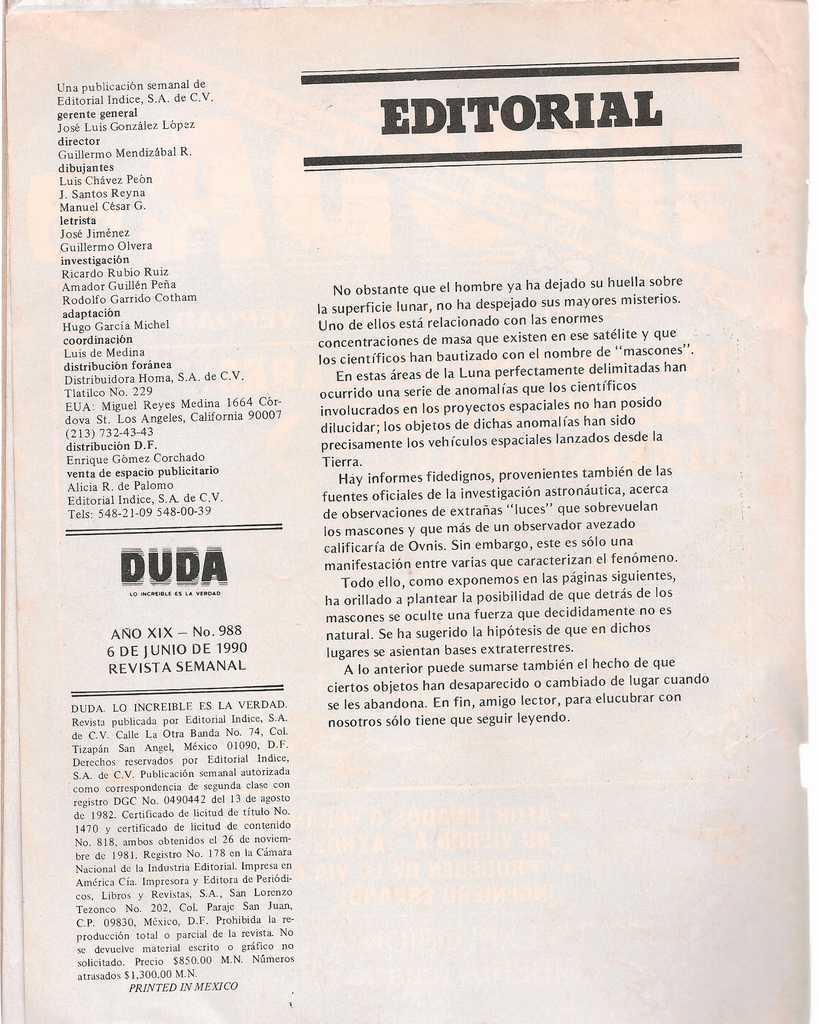 Una publicación semanal de
Editorial Indice, S.A. de C.V.
gerente general
José Luis González López
director
Guillermo Mendizábal R.
dibujantes
Luis Chávez Peón
J. Santos Reyna
Manuel César G.
letrista
José Jiménez
Guillermo Olvera
investigación
Ricardo Rubio Ruiz
Amador Guillén Peña
Rodolfo Garrido Cotham
adaptación
Hugo García Michel
coordinación
Luis de Medina
distribución foránea
Distribuidora Homa, S.A. de C.V.
Tlatilco No. 229
EUA: Miguel Reyes Medina 1664 Cór-
dova St. Los Angeles, California 90007
(213) 732-43-43
distribución D.F.
Enrique Gómez Corchado
venta de espacio publicitario
Alicia R. de Palomo
Editorial Indice, S.A. de C.V.
Tels: 548-21-09 548-00-39
DUDA
LO INCREIBLE ES LA VERDAD
AÑO XIX — No. 988
6 DE JUNIO DE 1990
REVISTA SEMANAL
DUDA. LO INCREIBLE ES LA VERDAD.
Revista publicada por Editorial Indice, S.A.
de C.V. Calle La Otra Banda No. 74, Col.
Tizapán San Angel, México 01090, D.F.
Derechos reservados por Editorial Indice,
S.A. de C.V. Publicación semanal autorizada
como correspondencia de segunda clase con
registro DGC No. 0490442 del 13 de agosto
de 1982. Certificado de licitud de título No.
1470 y certificado de licitud de contenido
No. 818, ambos obtenidos el 26 de noviem-
bre de 1981. Registro No. 178 en la Cámara
Nacional de la Industria Editorial. Impresa en
América Cía. Impresora y Editora de Periódi-
cos, Libros y Revistas, S.A., San Lorenzo
Tezonco No. 202, Col. Paraje San Juan,
C.P. 09830, México, D.F. Prohibida la re-
producción total o parcial de la revista. No
se devuelve material escrito o gráfico no
solicitado. Precio $850.00 M.N. Números
atrasados $1,300.00 M.N.
PRINTED IN MEXICO
EDITORIAL
No obstante que el hombre ya ha dejado su huella sobre
la superficie lunar, no ha despejado sus mayores misterios.
Uno de ellos está relacionado con las enormes
concentraciones de masa que existen en ese satélite y que
los científicos han bautizado con el nombre de "mascones".
En estas áreas de la Luna perfectamente delimitadas han
ocurrido una serie de anomalías que los científicos
involucrados en los proyectos espaciales no han posido
dilucidar; los objetos de dichas anomalías han sido
precisamente los vehículos espaciales lanzados desde la
Tierra.
Hay informes fidedignos, provenientes también de las
fuentes oficiales de la investigación astronáutica, acerca
de observaciones de extrañas "luces" que sobrevuelan
los mascones y que más de un observador avezado
calificaría de Ovnis. Sin embargo, este es sólo una
manifestación entre varias que caracterizan el fenómeno.
Todo ello, como exponemos en las páginas siguientes,
ha orillado a plantear la posibilidad de que detrás de los
mascones se oculte una fuerza que decididamente no es
natural. Se ha sugerido la hipótesis de que en dichos
lugares se asientan bases extraterrestres.
A lo anterior puede sumarse también el hecho de que
ciertos objetos han desaparecido o cambiado de lugar cuando
se les abandona. En fin, amigo lector, para elucubrar con
nosotros sólo tiene que seguir leyendo.